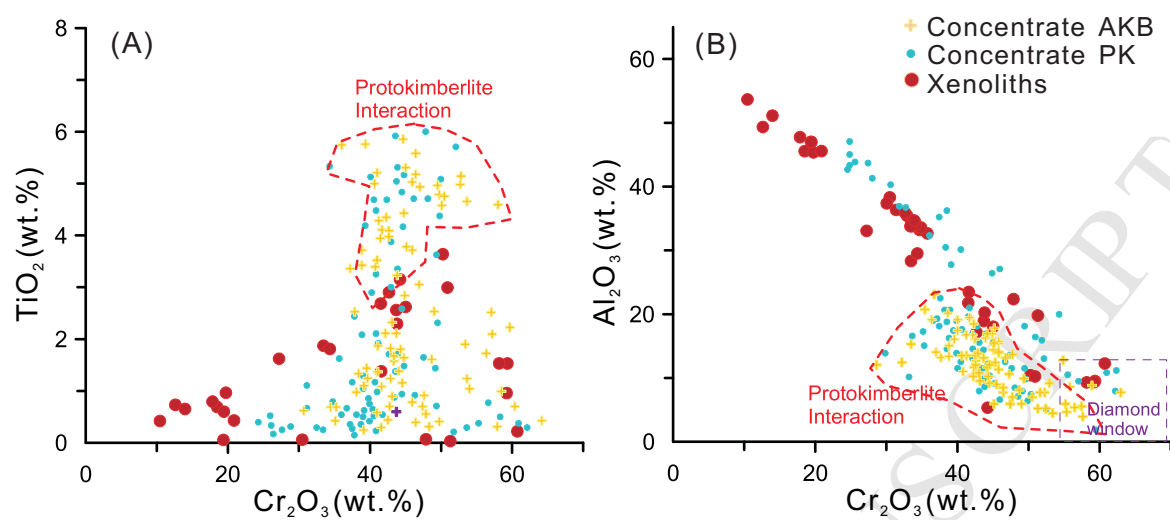 (A)
TiO₂ (wt.%)
8
6
4
2
0
Protokimberlite
Interaction
0 20 40 60
Cr₂O₃ (wt.%)
(B)
Concentrate AKB
Concentrate PK
Xenoliths
Al₂O₃ (wt.%)
60
40
20
0
Protokimberlite
Interaction
Diamond
window
0 20 40 60
Cr₂O₃ (wt.%)
SCRIPT